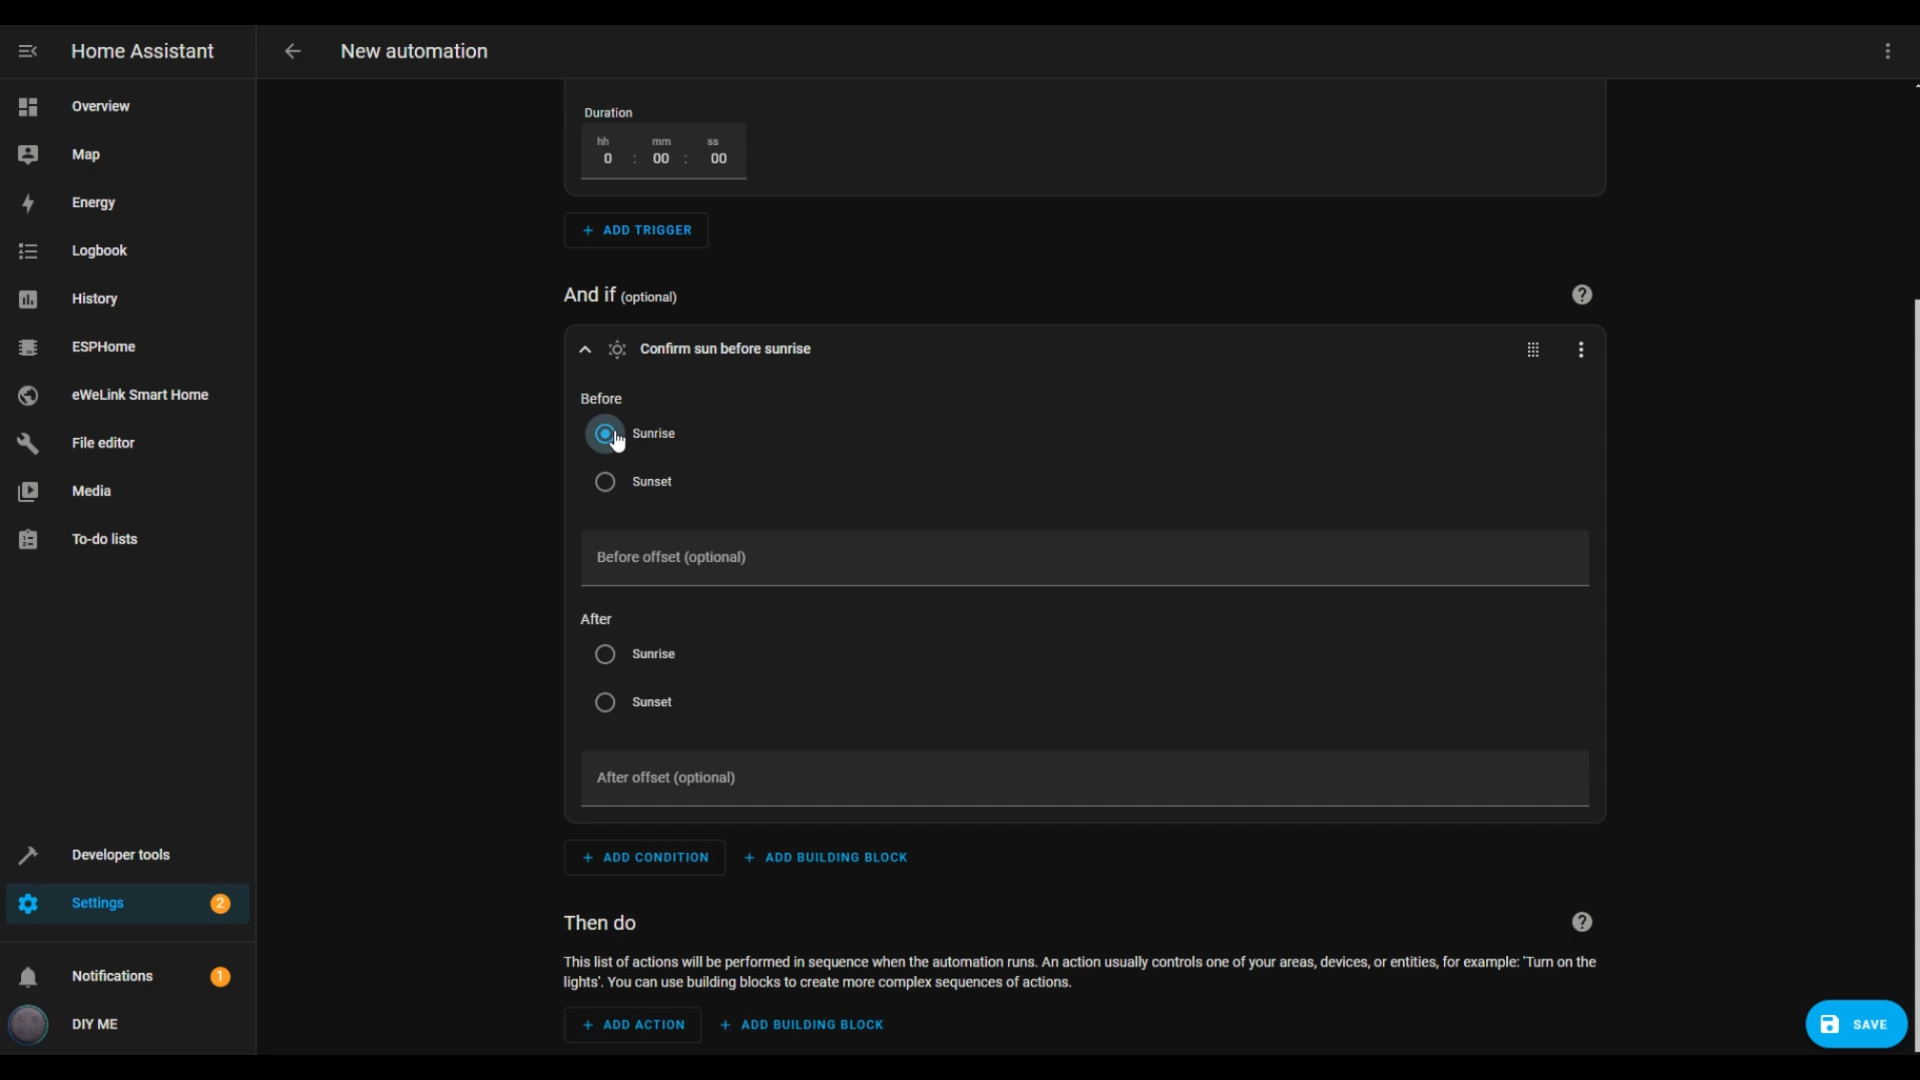 Home Assistant
New automation
Overview
Map
Energy
Logbook
History
ESPHome
eWeLink Smart Home
File editor
Media
To-do lists
Developer tools
Settings 2
Notifications 1
DIY ME
Duration
hh mm ss
0 : 00 : 00
+ ADD TRIGGER
And if (optional)
Confirm sun before sunrise
Before
Sunrise
Sunset
Before offset (optional)
After
Sunrise
Sunset
After offset (optional)
+ ADD CONDITION + ADD BUILDING BLOCK
Then do
This list of actions will be performed in sequence when the automation runs. An action usually controls one of your areas, devices, or entities, for example: 'Turn on the
lights'. You can use building blocks to create more complex sequences of actions.
+ ADD ACTION + ADD BUILDING BLOCK
SAVE